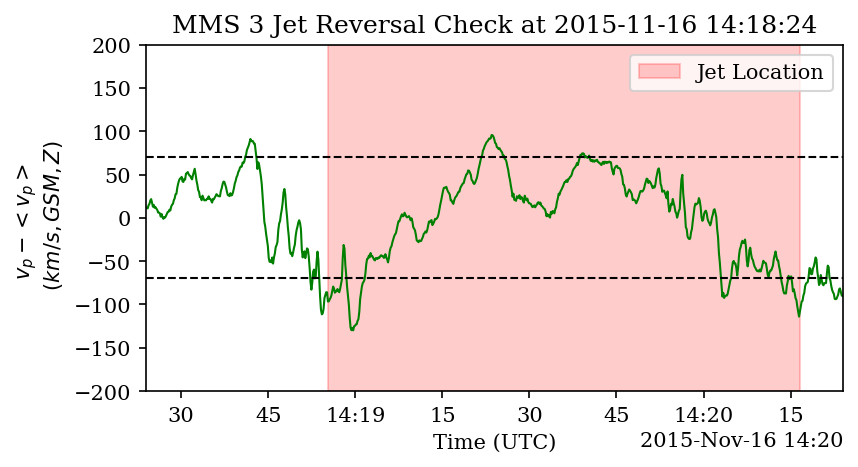 MMS 3 Jet Reversal Check at 2015-11-16 14:18:24
Jet Location
v_p − <v_p>
(km/s, GSM, Z)
200
150
100
50
0
−50
−100
−150
−200
30 45 14:19 15 30 45 14:20 15
Time (UTC)
2015-Nov-16 14:20